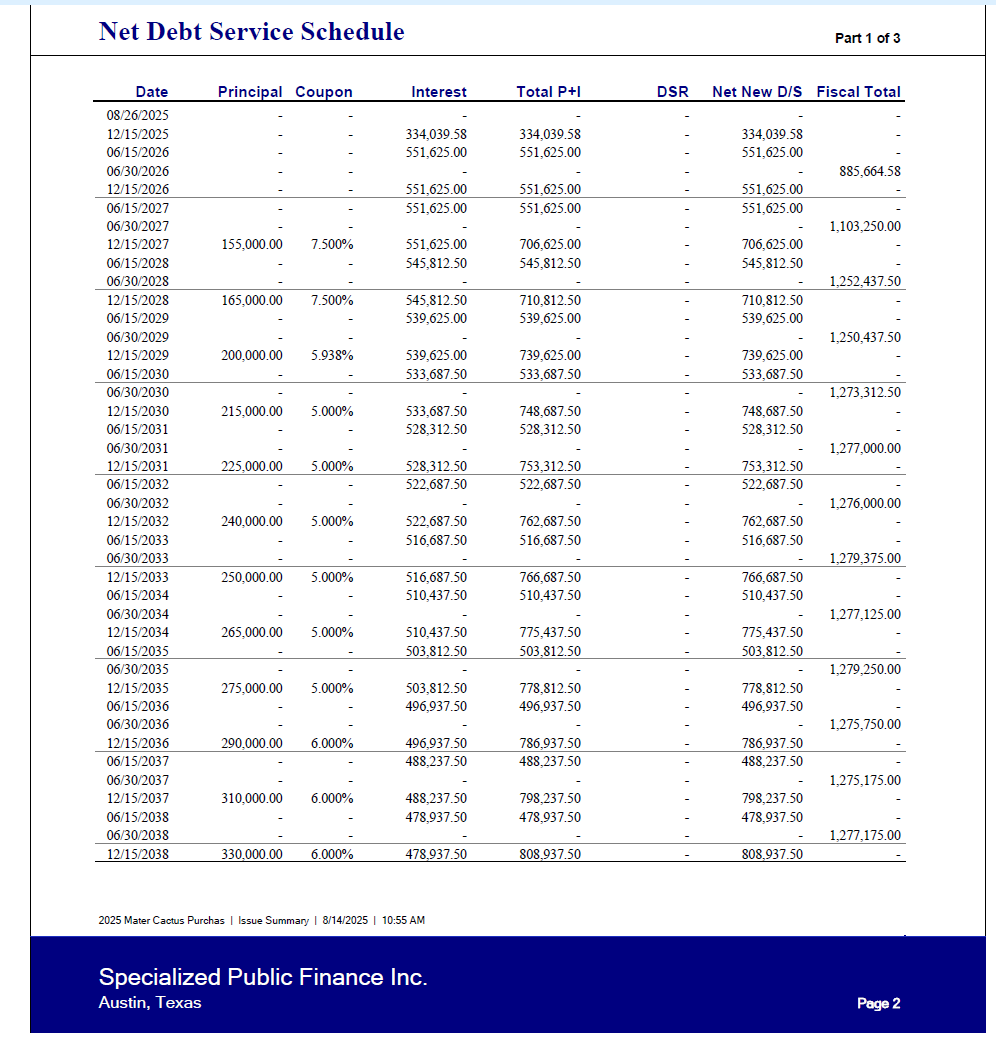 Net Debt Service Schedule
Part 1 of 3
Date Principal Coupon Interest Total P+I DSR Net New D/S Fiscal Total
08/26/2025 - - - - - - -
12/15/2025 - - 334,039.58 334,039.58 - 334,039.58 -
06/15/2026 - - 551,625.00 551,625.00 - 551,625.00 -
06/30/2026 - - - - - - 885,664.58
12/15/2026 - - 551,625.00 551,625.00 - 551,625.00 -
06/15/2027 - - 551,625.00 551,625.00 - 551,625.00 -
06/30/2027 - - - - - - 1,103,250.00
12/15/2027 155,000.00 7.500% 551,625.00 706,625.00 - 706,625.00 -
06/15/2028 - - 545,812.50 545,812.50 - 545,812.50 -
06/30/2028 - - - - - - 1,252,437.50
12/15/2028 165,000.00 7.500% 545,812.50 710,812.50 - 710,812.50 -
06/15/2029 - - 539,625.00 539,625.00 - 539,625.00 -
06/30/2029 - - - - - - 1,250,437.50
12/15/2029 200,000.00 5.938% 539,625.00 739,625.00 - 739,625.00 -
06/15/2030 - - 533,687.50 533,687.50 - 533,687.50 -
06/30/2030 - - - - - - 1,273,312.50
12/15/2030 215,000.00 5.000% 533,687.50 748,687.50 - 748,687.50 -
06/15/2031 - - 528,312.50 528,312.50 - 528,312.50 -
06/30/2031 - - - - - - 1,277,000.00
12/15/2031 225,000.00 5.000% 528,312.50 753,312.50 - 753,312.50 -
06/15/2032 - - 522,687.50 522,687.50 - 522,687.50 -
06/30/2032 - - - - - - 1,276,000.00
12/15/2032 240,000.00 5.000% 522,687.50 762,687.50 - 762,687.50 -
06/15/2033 - - 516,687.50 516,687.50 - 516,687.50 -
06/30/2033 - - - - - - 1,279,375.00
12/15/2033 250,000.00 5.000% 516,687.50 766,687.50 - 766,687.50 -
06/15/2034 - - 510,437.50 510,437.50 - 510,437.50 -
06/30/2034 - - - - - - 1,277,125.00
12/15/2034 265,000.00 5.000% 510,437.50 775,437.50 - 775,437.50 -
06/15/2035 - - 503,812.50 503,812.50 - 503,812.50 -
06/30/2035 - - - - - - 1,279,250.00
12/15/2035 275,000.00 5.000% 503,812.50 778,812.50 - 778,812.50 -
06/15/2036 - - 496,937.50 496,937.50 - 496,937.50 -
06/30/2036 - - - - - - 1,275,750.00
12/15/2036 290,000.00 6.000% 496,937.50 786,937.50 - 786,937.50 -
06/15/2037 - - 488,237.50 488,237.50 - 488,237.50 -
06/30/2037 - - - - - - 1,275,175.00
12/15/2037 310,000.00 6.000% 488,237.50 798,237.50 - 798,237.50 -
06/15/2038 - - 478,937.50 478,937.50 - 478,937.50 -
06/30/2038 - - - - - - 1,277,175.00
12/15/2038 330,000.00 6.000% 478,937.50 808,937.50 - 808,937.50 -
2025 Mater Cactus Purchas | Issue Summary | 8/14/2025 | 10:55 AM
Specialized Public Finance Inc.
Austin, Texas
Page 2